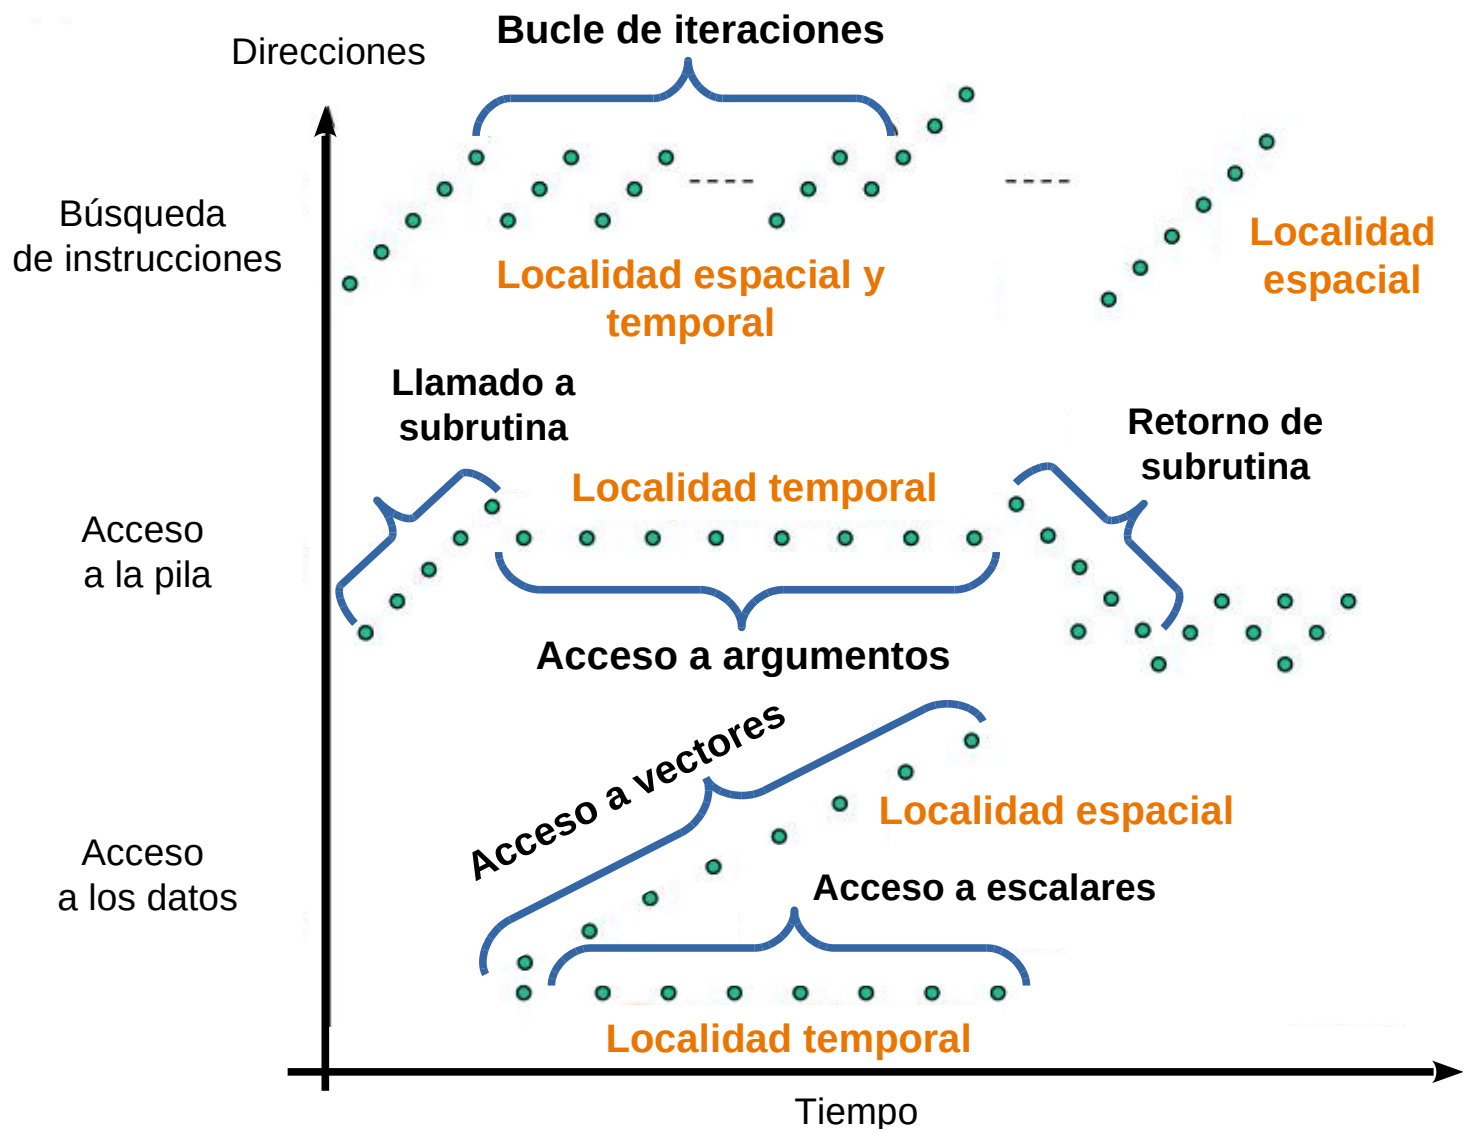 Bucle de iteraciones
Direcciones
Búsqueda
de instrucciones
Localidad espacial y
temporal
Localidad
espacial
Llamado a
subrutina
Localidad temporal
Retorno de
subrutina
Acceso
a la pila
Acceso a argumentos
Acceso a vectores
Localidad espacial
Acceso
a los datos
Acceso a escalares
Localidad temporal
Tiempo